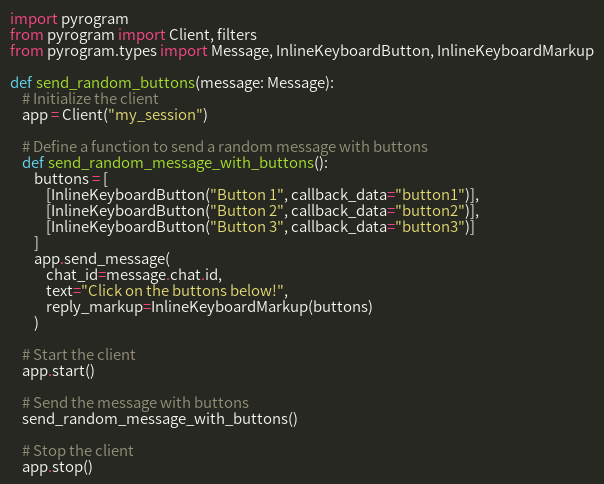 import pyrogram
from pyrogram import Client, filters
from pyrogram.types import Message, InlineKeyboardButton, InlineKeyboardMarkup

def send_random_buttons(message: Message):
    # Initialize the client
    app = Client("my_session")

    # Define a function to send a random message with buttons
    def send_random_message_with_buttons():
        buttons = [
            [InlineKeyboardButton("Button 1", callback_data="button1")],
            [InlineKeyboardButton("Button 2", callback_data="button2")],
            [InlineKeyboardButton("Button 3", callback_data="button3")]
        ]
        app.send_message(
            chat_id=message.chat.id,
            text="Click on the buttons below!",
            reply_markup=InlineKeyboardMarkup(buttons)
        )

    # Start the client
    app.start()

    # Send the message with buttons
    send_random_message_with_buttons()

    # Stop the client
    app.stop()